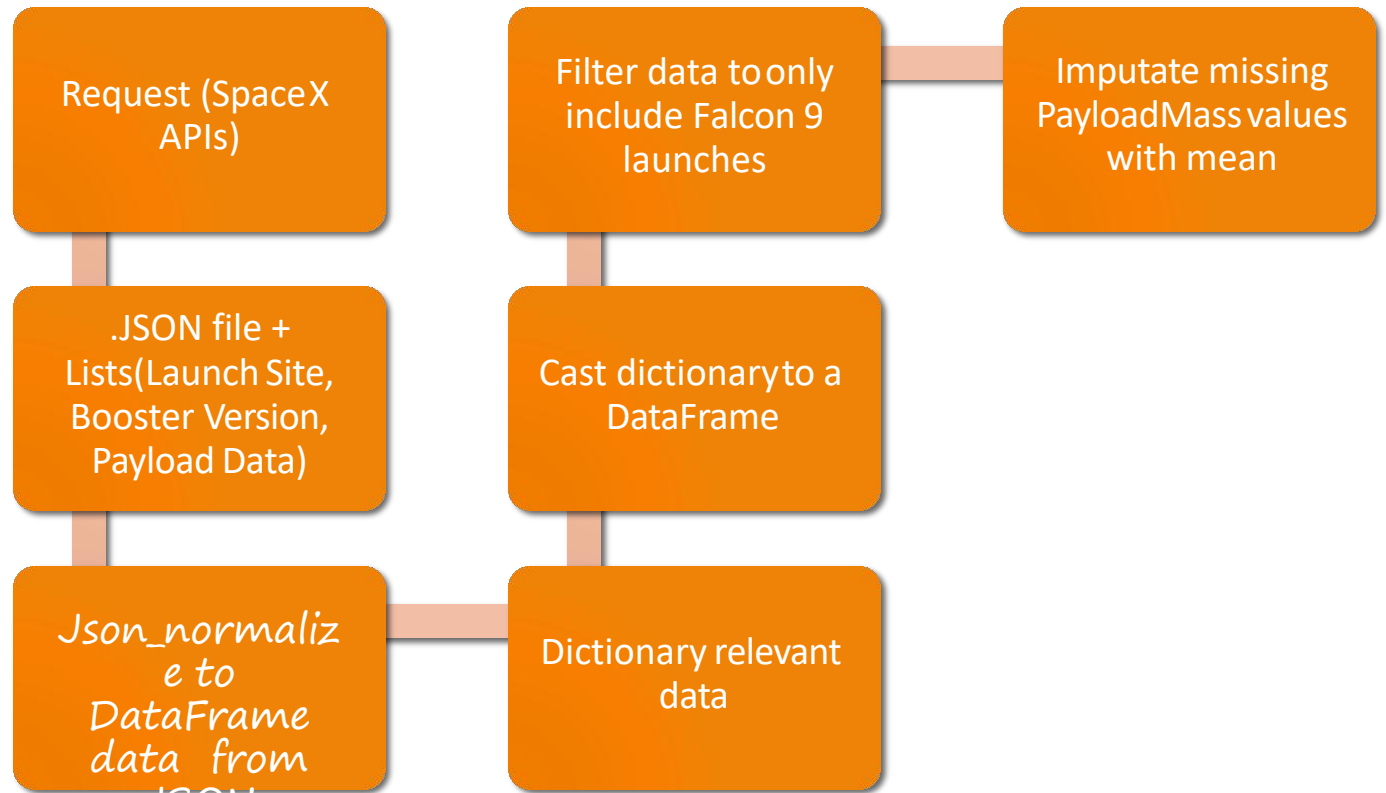 Request (SpaceX
APIs)
.JSON file +
Lists(Launch Site,
Booster Version,
Payload Data)
Json_normaliz
e to
DataFrame
data from
Dictionary relevant
data
Cast dictionary to a
DataFrame
Filter data to only
include Falcon 9
launches
Imputate missing
PayloadMass values
with mean